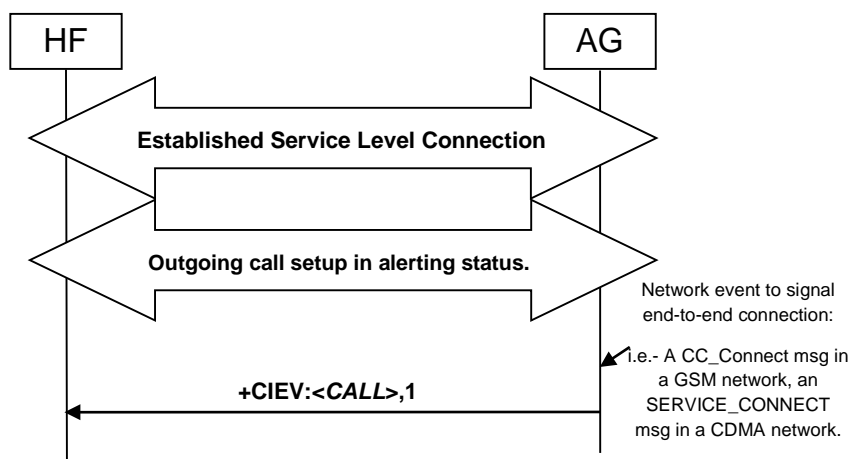 HF
AG
Established Service Level Connection
Outgoing call setup in alerting status.
Network event to signal
end-to-end connection:
i.e.- A CC_Connect msg in
a GSM network, an
SERVICE_CONNECT
msg in a CDMA network.
+CIEV:<CALL>,1